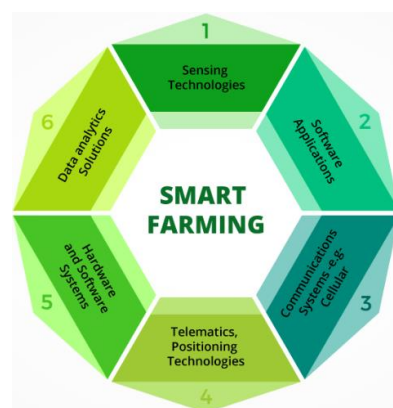 1
Sensing
Technologies
2
Software
Applications
3
Communications
Systems -e.g-
Cellular
4
Telematics,
Positioning
Technologies
5
Hardware
and Software
Systems
6
Data analytics
Solutions
SMART
FARMING